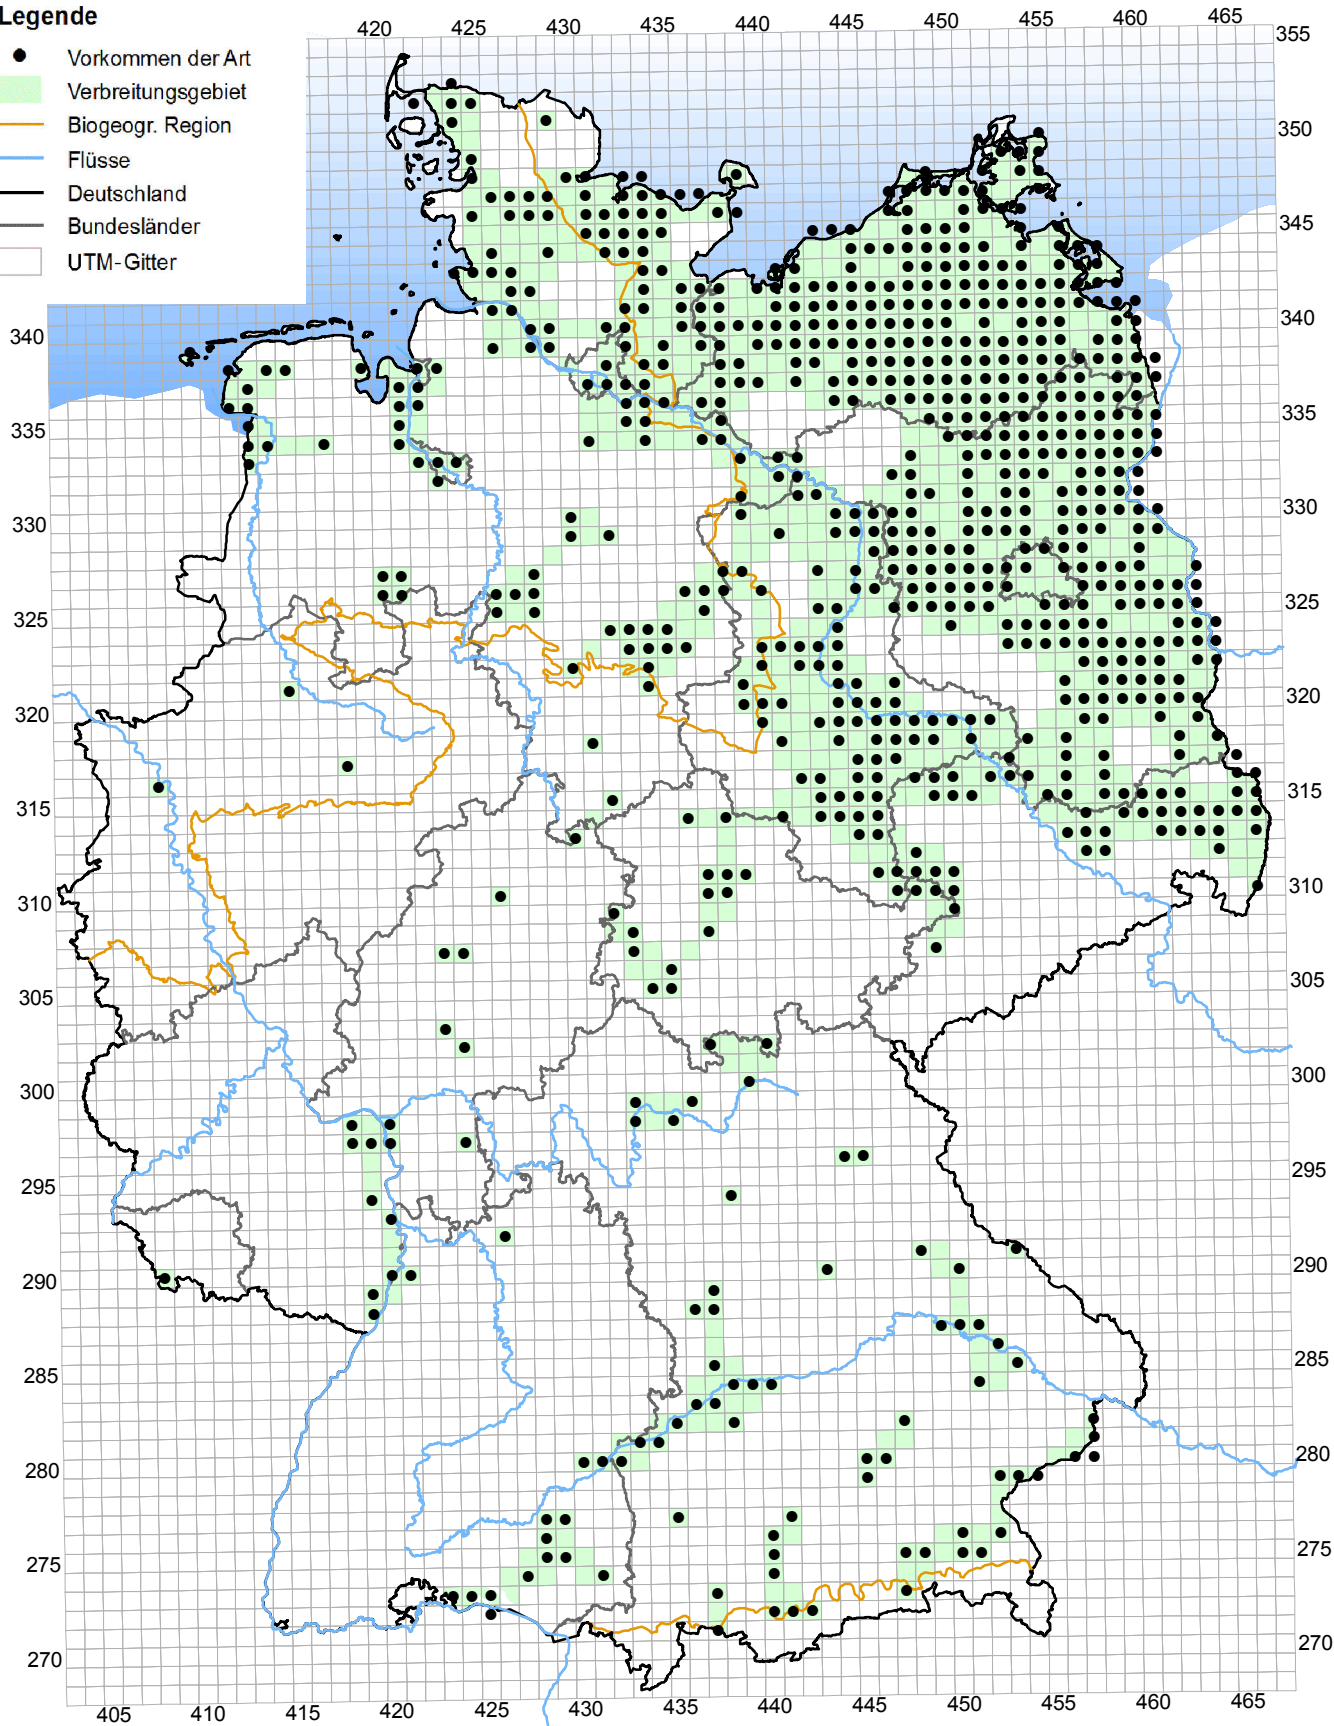 Legende
Vorkommen der Art
Verbreitungsgebiet
Biogeogr. Region
Flüsse
Deutschland
Bundesländer
UTM-Gitter
420 425 430 435 440 445 450 455 460 465
355
350
345
340 340
335 335
330 330
325 325
320 320
315 315
310 310
305 305
300 300
295 295
290 290
285 285
280 280
275 275
270 270
405 410 415 420 425 430 435 440 445 450 455 460 465